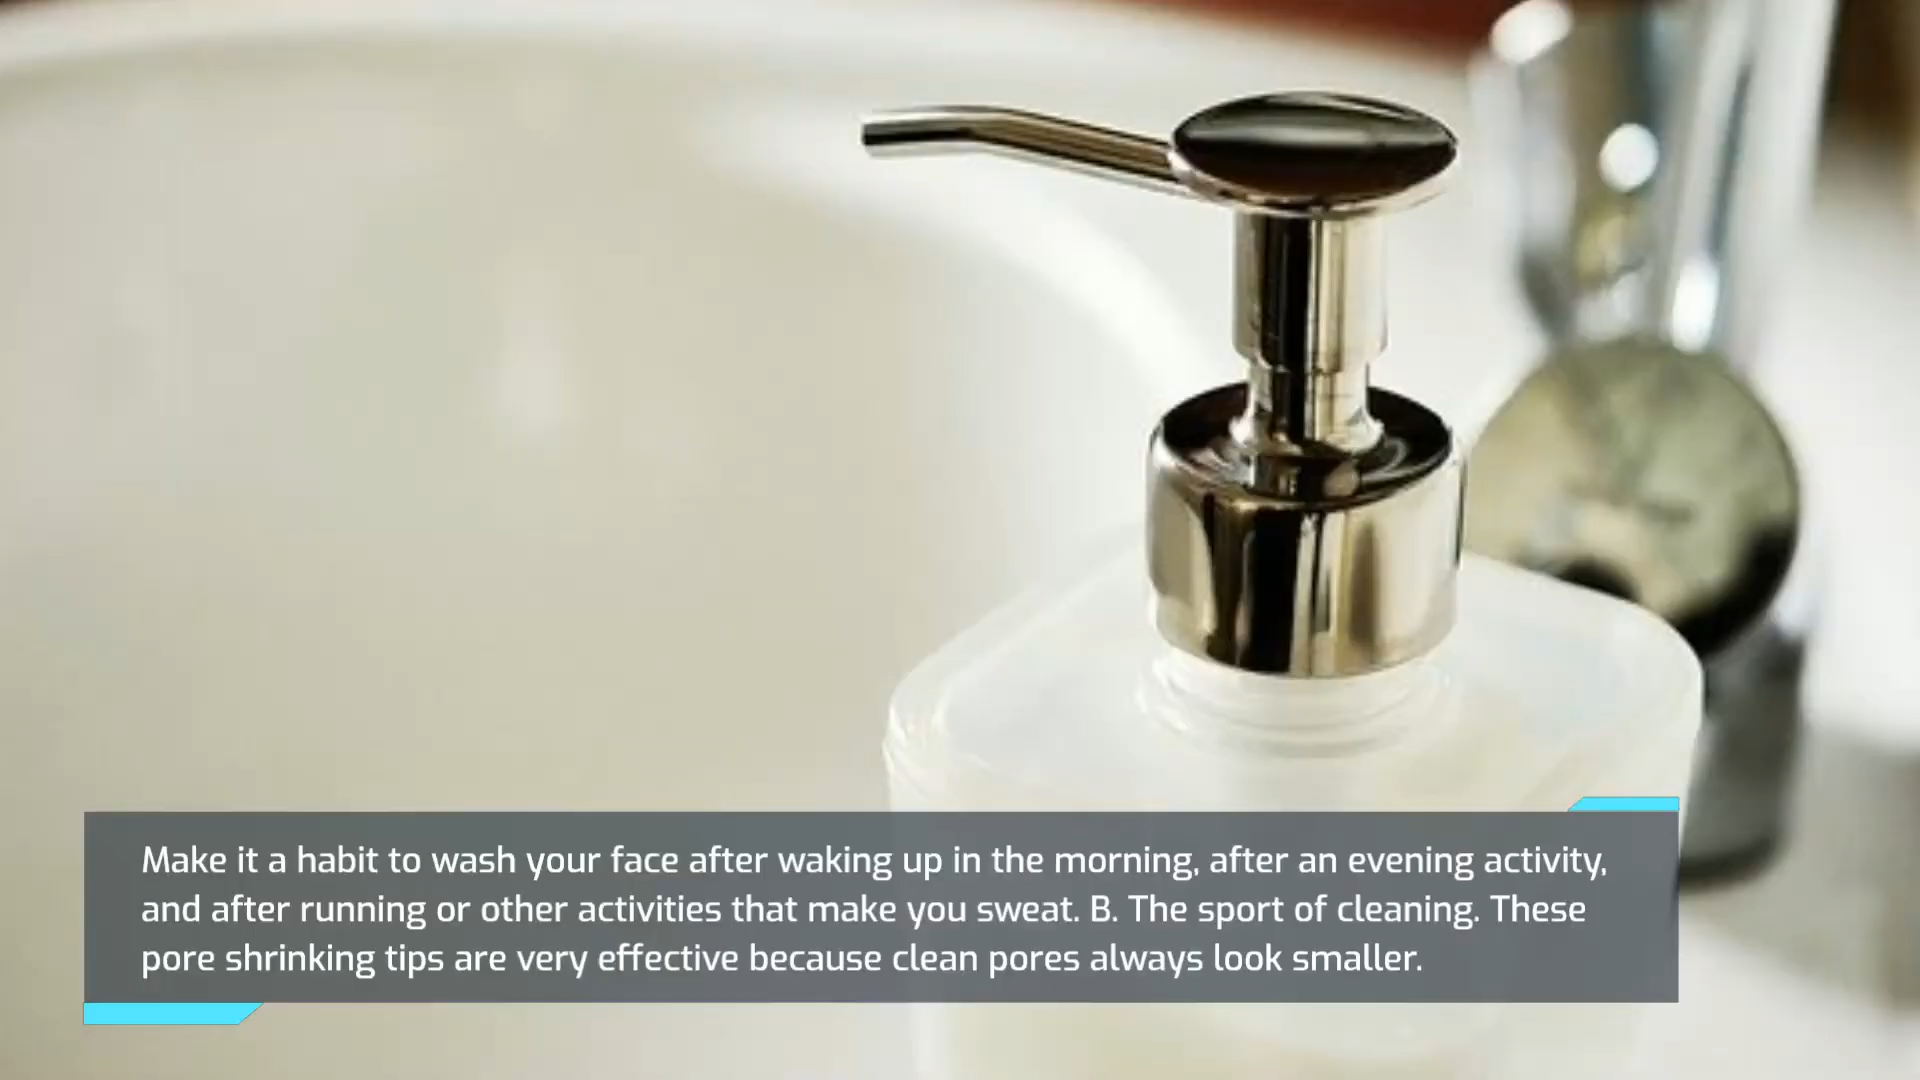 Make it a habit to wash your face after waking up in the morning, after an evening activity,
and after running or other activities that make you sweat. B. The sport of cleaning. These
pore shrinking tips are very effective because clean pores always look smaller.